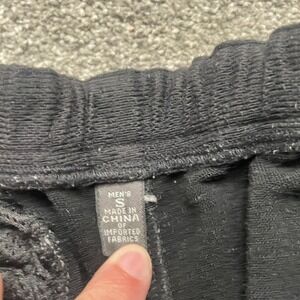 MEN'S
S
MADE IN
CHINA
OF
IMPORTED
FABRICS